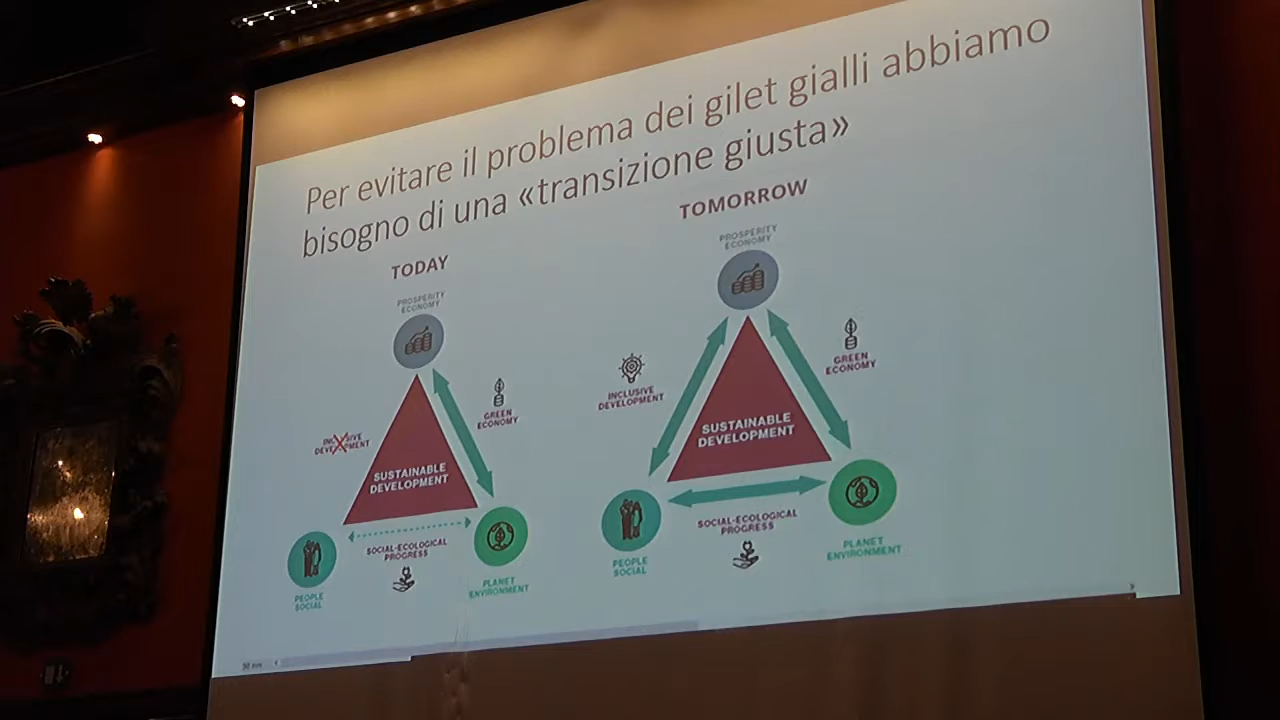 Per evitare il problema dei gilet gialli abbiamo
bisogno di una «transizione giusta»
TODAY
PROSPERITY
ECONOMY
GREEN
ECONOMY
SUSTAINABLE
DEVELOPMENT
SOCIAL-ECOLOGICAL
PROGRESS
PEOPLE
SOCIAL
PLANET
ENVIRONMENT
TOMORROW
PROSPERITY
ECONOMY
INCLUSIVE
DEVELOPMENT
GREEN
ECONOMY
SUSTAINABLE
DEVELOPMENT
SOCIAL-ECOLOGICAL
PROGRESS
PEOPLE
SOCIAL
PLANET
ENVIRONMENT